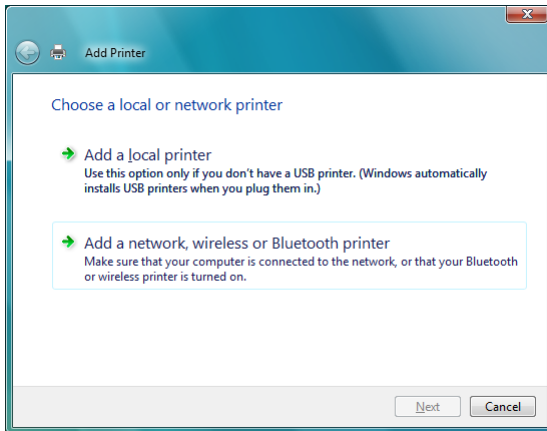 Add Printer
Choose a local or network printer
Add a local printer
Use this option only if you don't have a USB printer. (Windows automatically
installs USB printers when you plug them in.)
Add a network, wireless or Bluetooth printer
Make sure that your computer is connected to the network, or that your Bluetooth
or wireless printer is turned on.
Next
Cancel